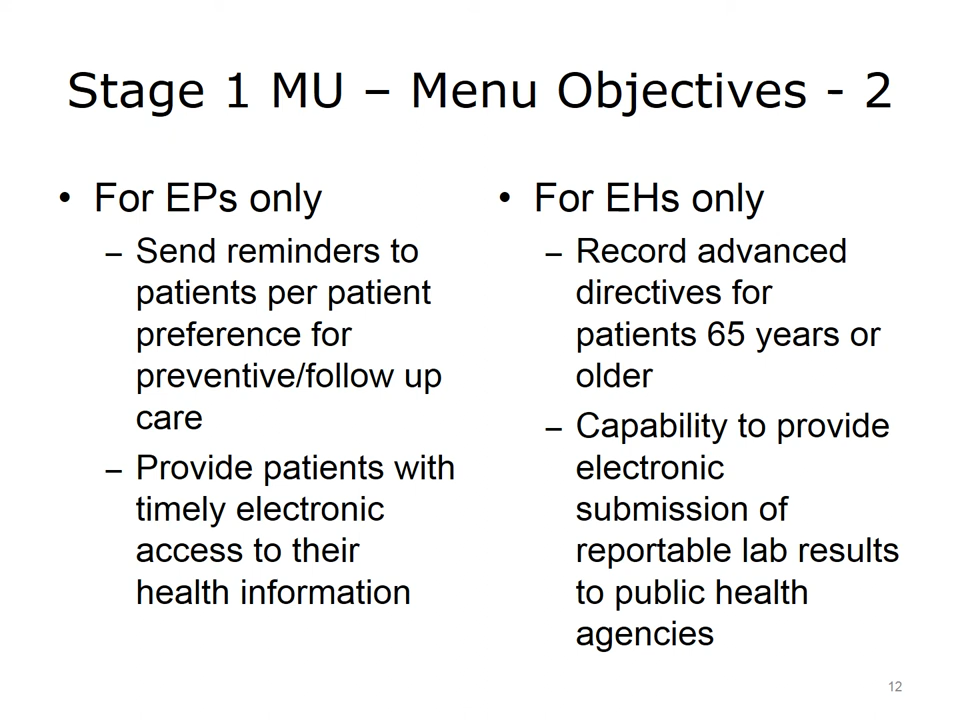 Stage 1 MU – Menu Objectives - 2
• For EPs only
– Send reminders to
patients per patient
preference for
preventive/follow up
care
– Provide patients with
timely electronic
access to their
health information
• For EHs only
– Record advanced
directives for
patients 65 years or
older
– Capability to provide
electronic
submission of
reportable lab results
to public health
agencies
12